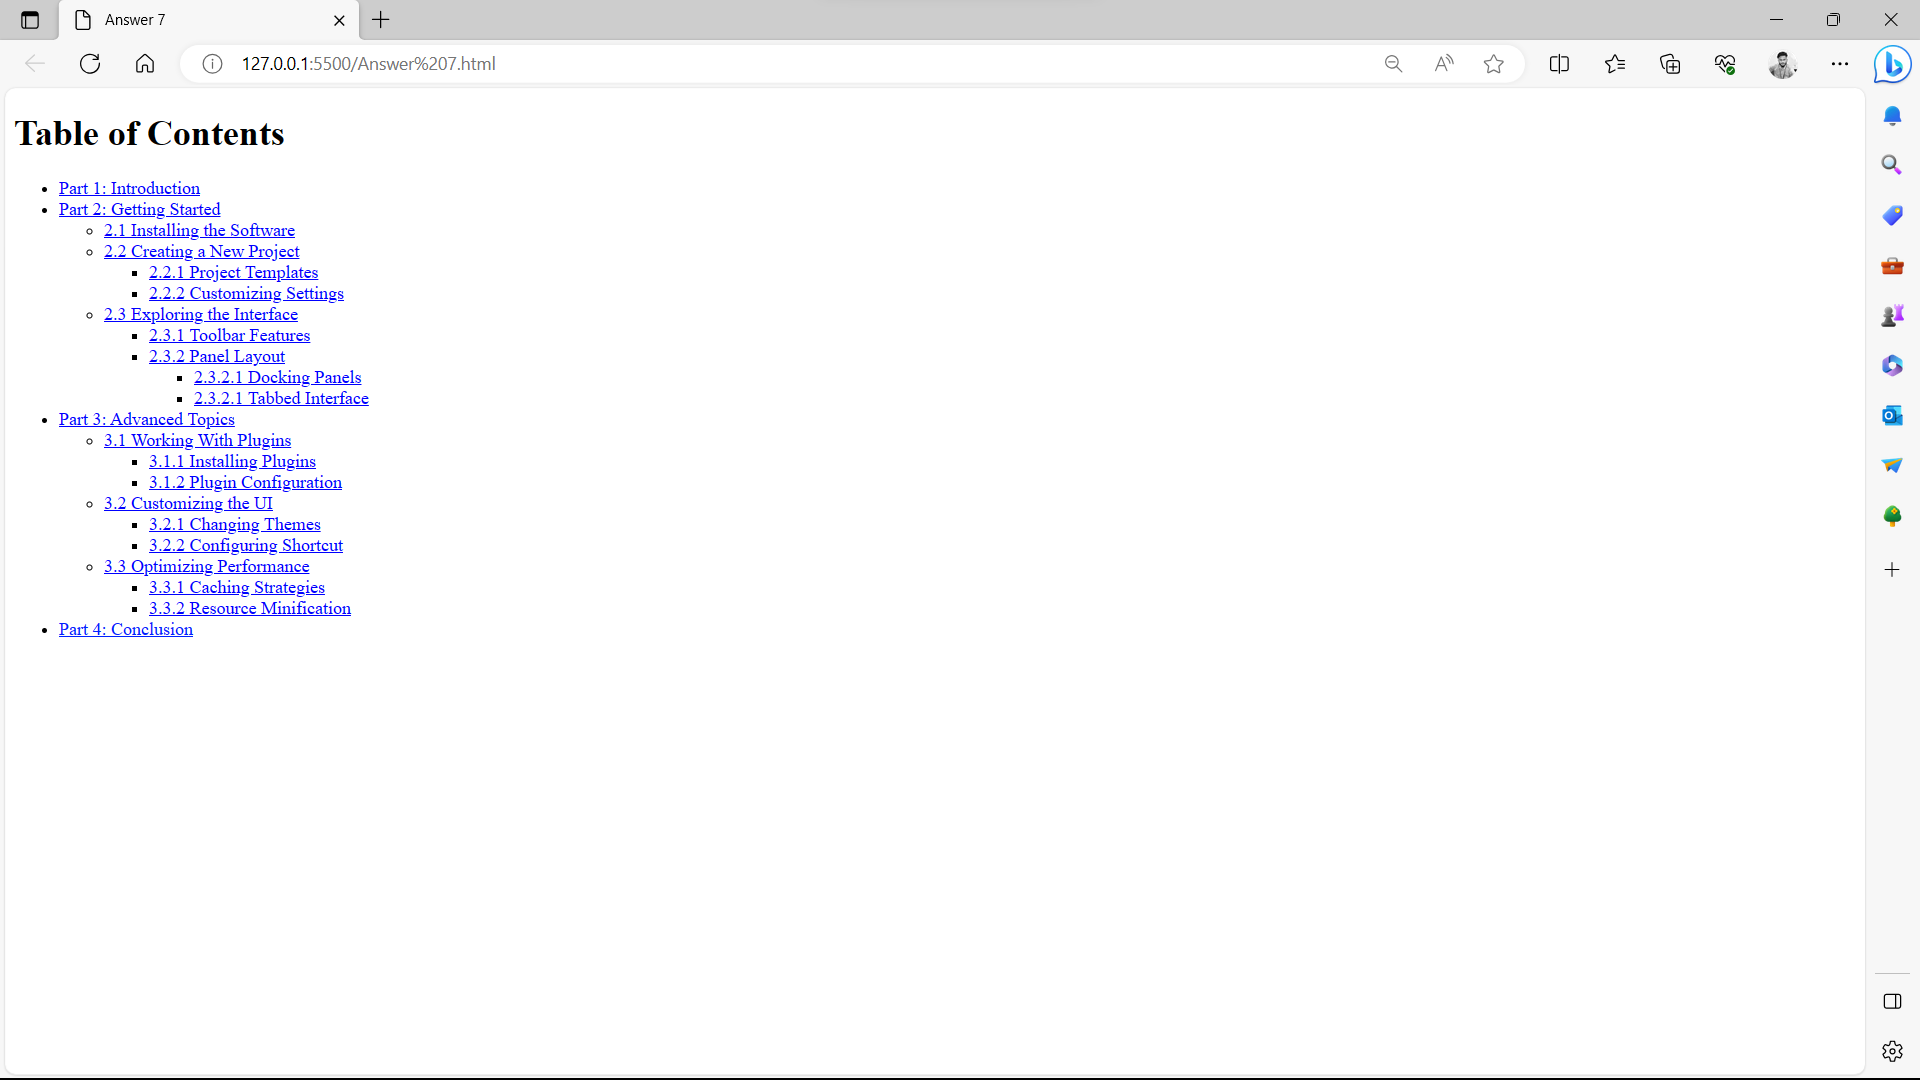 Answer 7
127.0.0.1:5500/Answer%207.html
Table of Contents
Part 1: Introduction
Part 2: Getting Started
2.1 Installing the Software
2.2 Creating a New Project
2.2.1 Project Templates
2.2.2 Customizing Settings
2.3 Exploring the Interface
2.3.1 Toolbar Features
2.3.2 Panel Layout
2.3.2.1 Docking Panels
2.3.2.1 Tabbed Interface
Part 3: Advanced Topics
3.1 Working With Plugins
3.1.1 Installing Plugins
3.1.2 Plugin Configuration
3.2 Customizing the UI
3.2.1 Changing Themes
3.2.2 Configuring Shortcut
3.3 Optimizing Performance
3.3.1 Caching Strategies
3.3.2 Resource Minification
Part 4: Conclusion